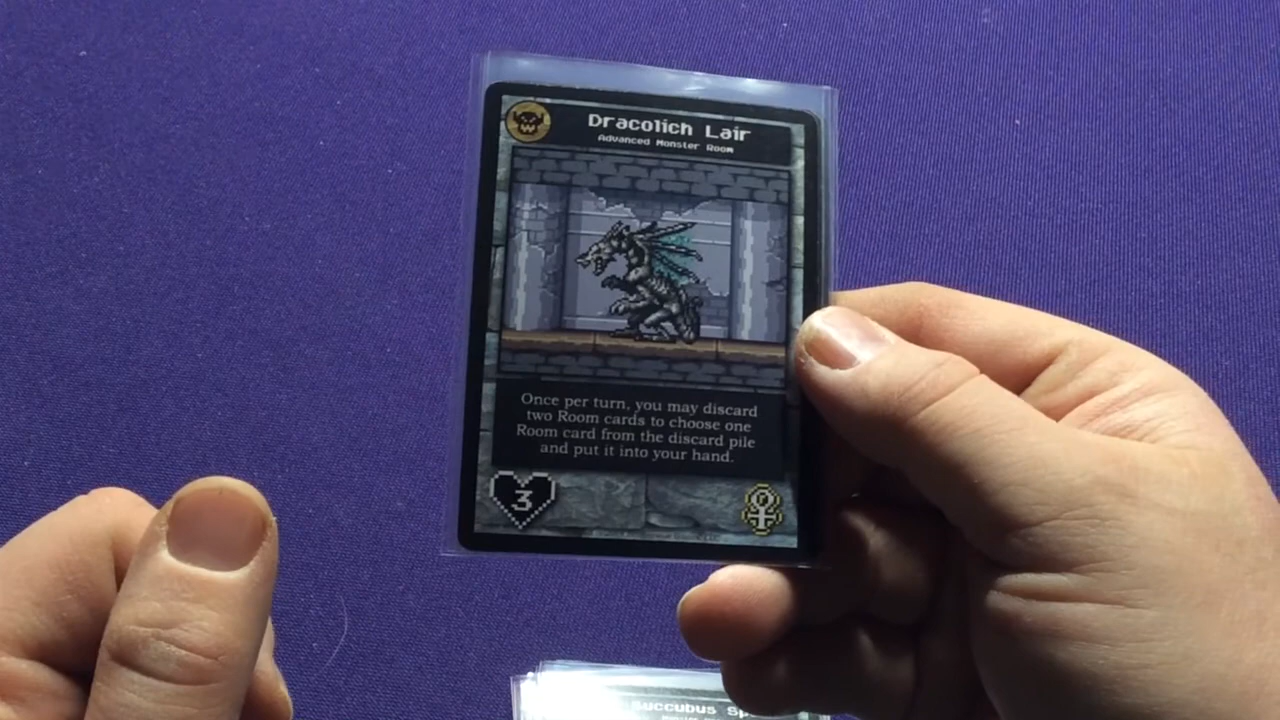 Dracolich Lair
Advanced Monster Room
Once per turn, you may discard
two Room cards to choose one
Room card from the discard pile
and put it into your hand.
3
Succubus